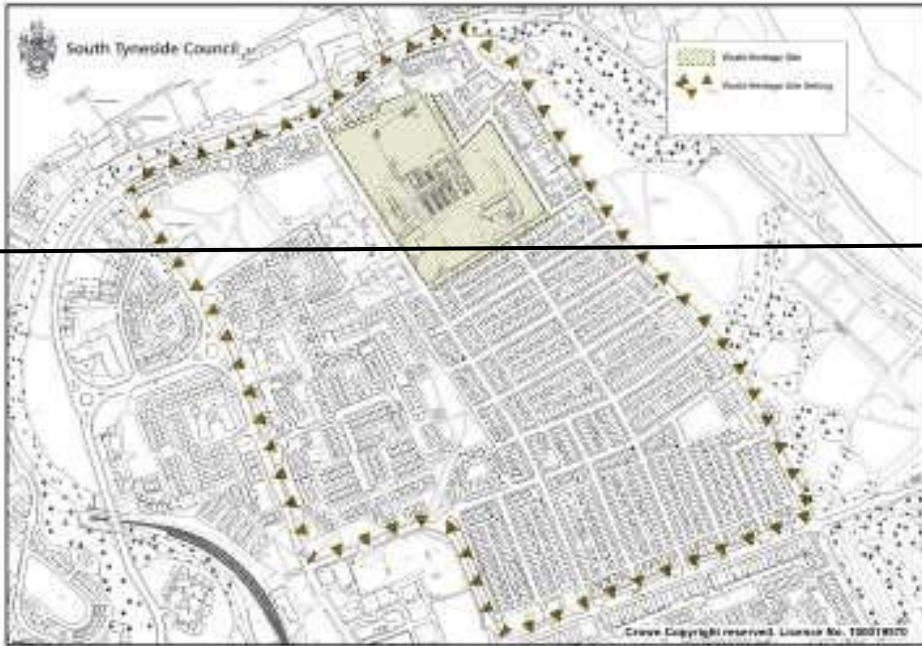 South Tyneside Council
World Heritage Site
World Heritage Site Setting
Crown Copyright reserved. Licence No. 100019570